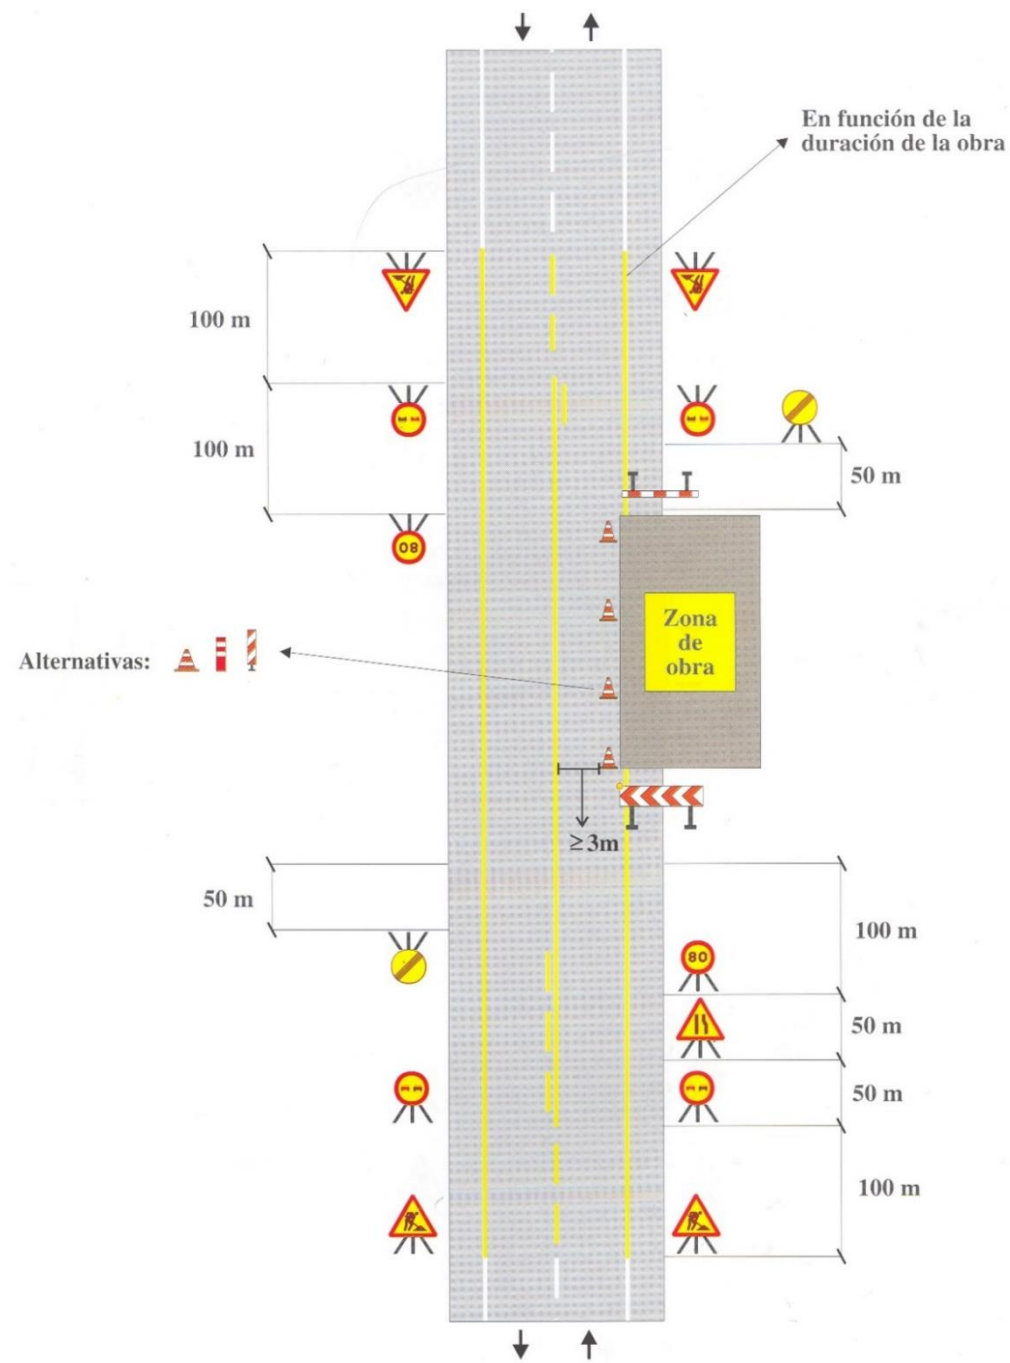 En función de la
duración de la obra
100 m
100 m
50 m
80
Zona
de
obra
Alternativas:
≥3m
50 m
100 m
80
50 m
50 m
100 m